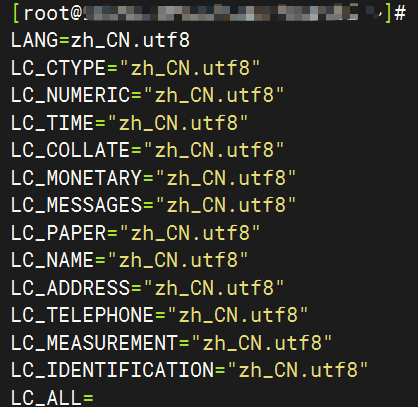 [root@ ~]#
LANG=zh_CN.utf8
LC_CTYPE="zh_CN.utf8"
LC_NUMERIC="zh_CN.utf8"
LC_TIME="zh_CN.utf8"
LC_COLLATE="zh_CN.utf8"
LC_MONETARY="zh_CN.utf8"
LC_MESSAGES="zh_CN.utf8"
LC_PAPER="zh_CN.utf8"
LC_NAME="zh_CN.utf8"
LC_ADDRESS="zh_CN.utf8"
LC_TELEPHONE="zh_CN.utf8"
LC_MEASUREMENT="zh_CN.utf8"
LC_IDENTIFICATION="zh_CN.utf8"
LC_ALL=